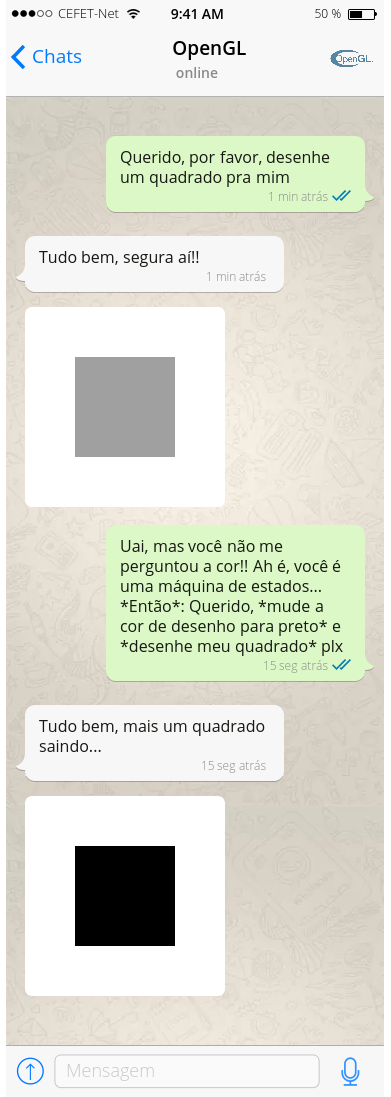 CEFET-Net 9:41 AM 50 %
Chats OpenGL OpenGL.
online
Querido, por favor, desenhe
um quadrado pra mim
1 min atrás
Tudo bem, segura aí!!
1 min atrás
Uai, mas você não me
perguntou a cor!! Ah é, você é
uma máquina de estados...
*Então*: Querido, *mude a
cor de desenho para preto* e
*desenhe meu quadrado* plx
15 seg atrás
Tudo bem, mais um quadrado
saindo...
15 seg atrás
Mensagem